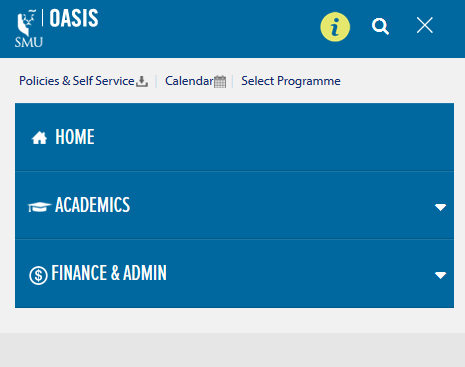 SMU
OASIS
i
Policies & Self Service Calendar Select Programme
HOME
ACADEMICS
$ FINANCE & ADMIN